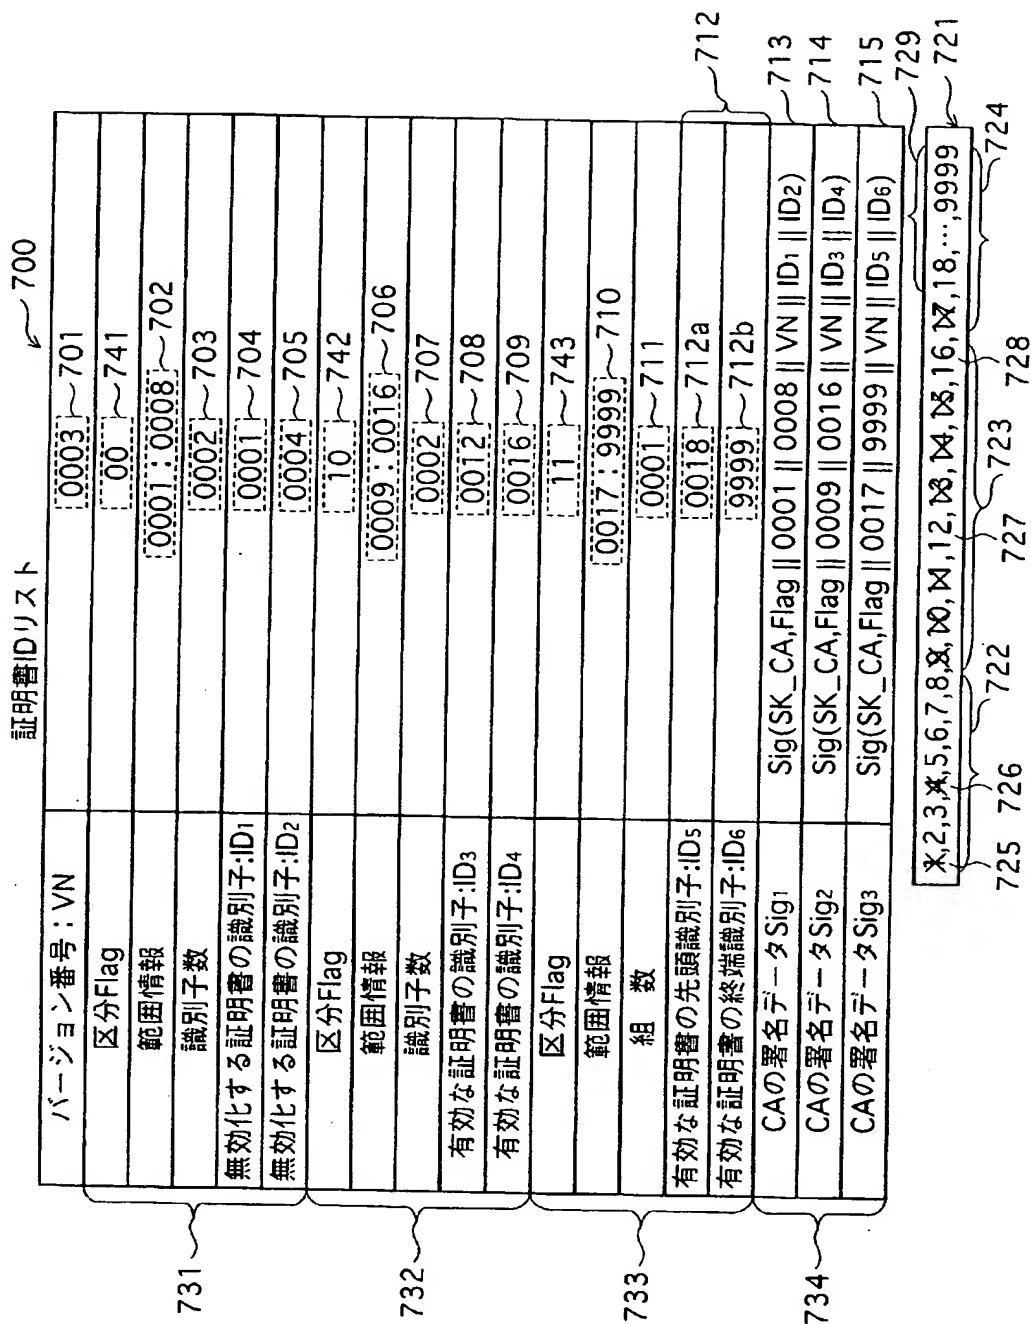 証明書IDリスト
700
バージョン番号：VN 0003 701
区分Flag 00 741
範囲情報 0001：0008 702
識別子数 0002 703
無効化する証明書の識別子:ID1 0001 704
無効化する証明書の識別子:ID2 0004 705
区分Flag 10 742
範囲情報 0009：0016 706
識別子数 0002 707
有効な証明書の識別子:ID3 0012 708
有効な証明書の識別子:ID4 0016 709
区分Flag 11 743
範囲情報 0017：9999 710
組 数 0001 711
有効な証明書の先頭識別子:ID5 0018 712a
有効な証明書の終端識別子:ID6 9999 712b
712
CAの署名データSig1 Sig(SK_CA,Flag || 0001 || 0008 || VN || ID1 || ID2) 713
CAの署名データSig2 Sig(SK_CA,Flag || 0009 || 0016 || VN || ID3 || ID4) 714
CAの署名データSig3 Sig(SK_CA,Flag || 0017 || 9999 || VN || ID5 || ID6) 715
731
732
733
734
729
1,2,3,4,5,6,7,8,9,10,11,12,13,14,15,16,17,18,…,9999 721
725 726 722 727 723 728 724